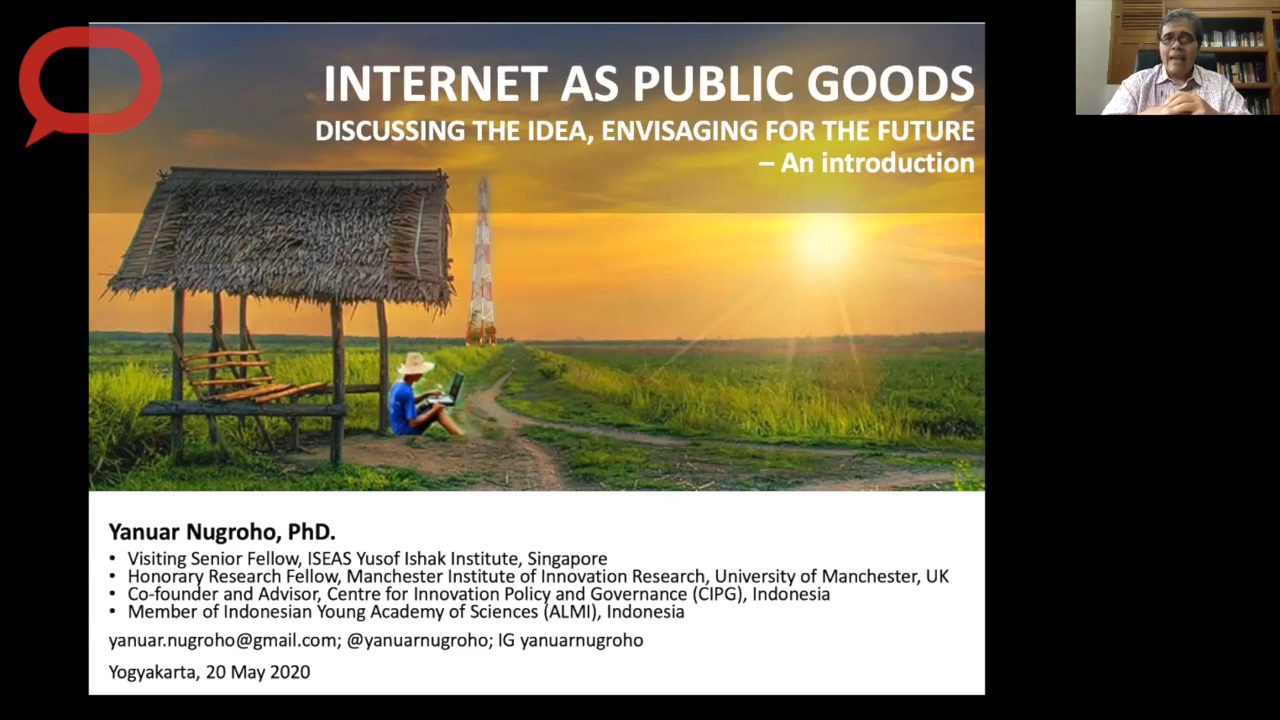 INTERNET AS PUBLIC GOODS
DISCUSSING THE IDEA, ENVISAGING FOR THE FUTURE
– An introduction
Yanuar Nugroho, PhD.
• Visiting Senior Fellow, ISEAS Yusof Ishak Institute, Singapore
• Honorary Research Fellow, Manchester Institute of Innovation Research, University of Manchester, UK
• Co-founder and Advisor, Centre for Innovation Policy and Governance (CIPG), Indonesia
• Member of Indonesian Young Academy of Sciences (ALMI), Indonesia
yanuar.nugroho@gmail.com; @yanuarnugroho; IG yanuarnugroho
Yogyakarta, 20 May 2020